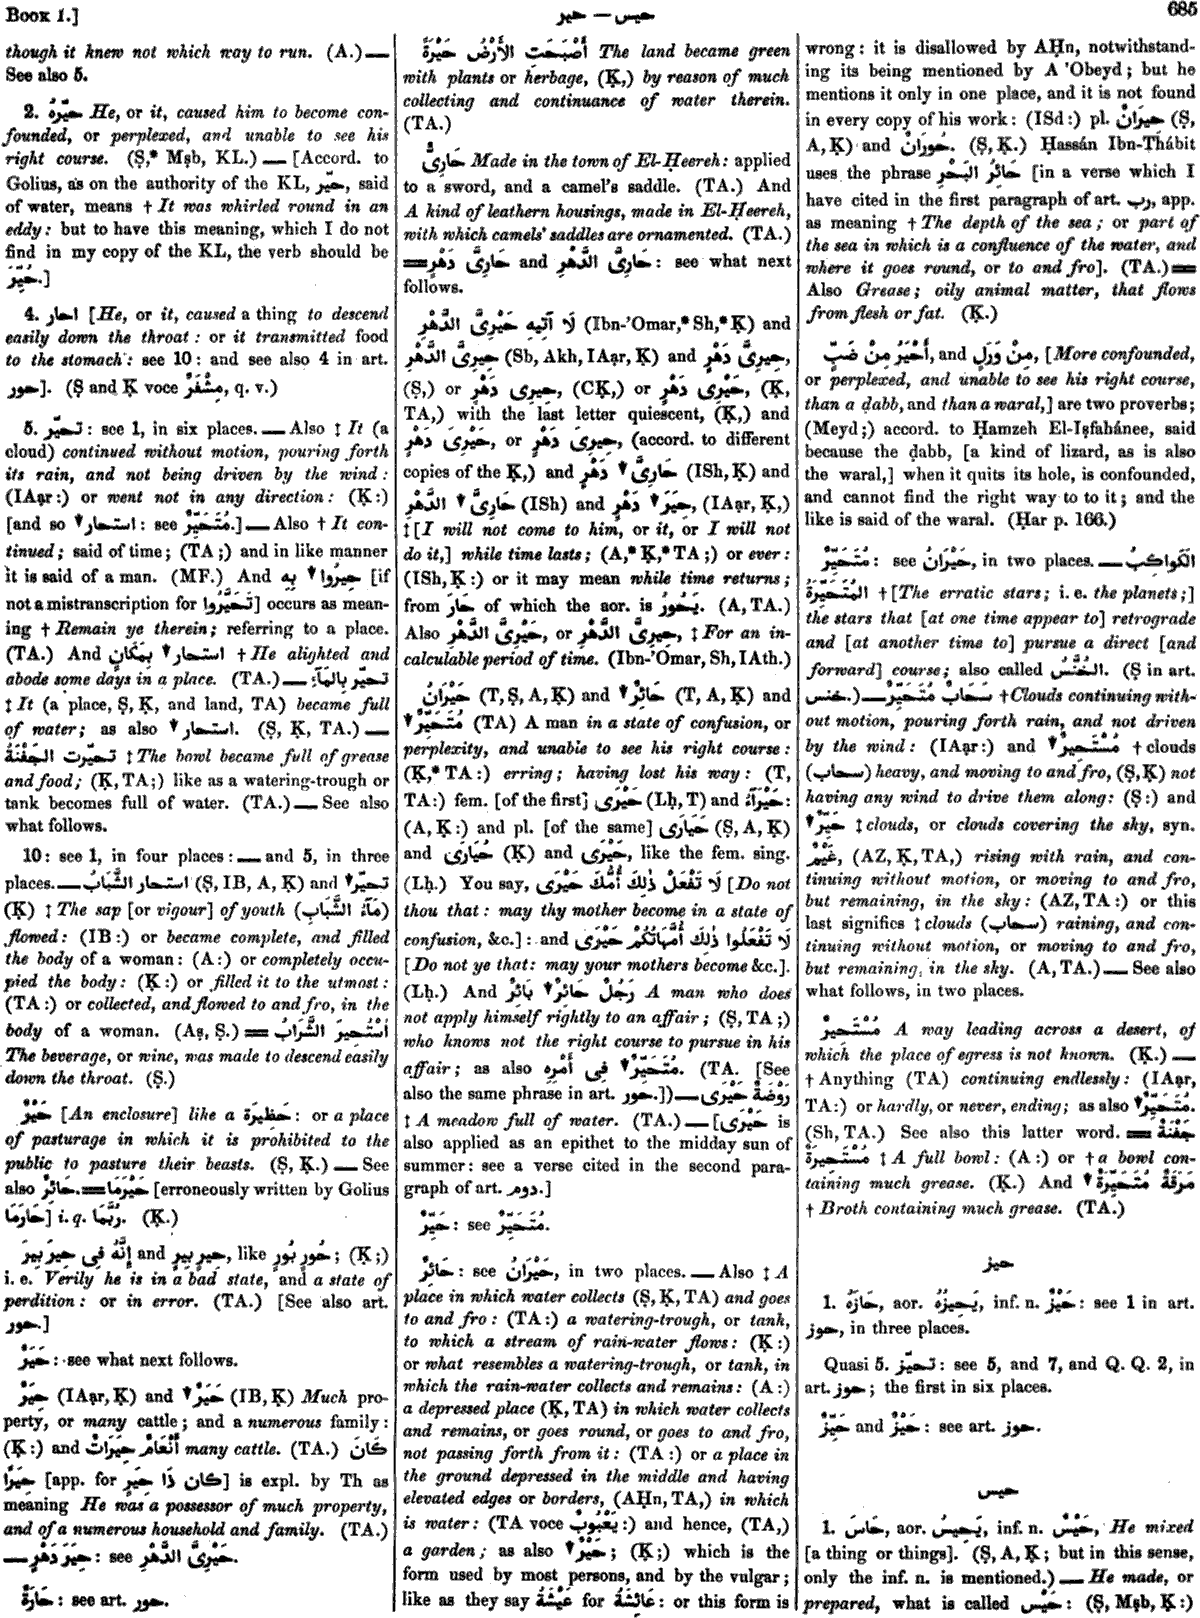 BOOK I.]
حيس — حير
685
though it knew not which way to run. (A.) —
See also 5.
2. حيّرهُ He, or it, caused him to become con-
founded, or perplexed, and unable to see his
right course. (Ṣ,* Mṣb, KL.) — [Accord. to
Golius, as on the authority of the KL, حَيَّرَ, said
of water, means † It was whirled round in an
eddy: but to have this meaning, which I do not
find in my copy of the KL, the verb should be
حُيِّرَ.]
4. احار [He, or it, caused a thing to descend
easily down the throat: or it transmitted food
to the stomach: see 10: and see also 4 in art.
حور]. (Ṣ and Ḳ voce مِشْفَرٌ, q. v.)
5. تحيّر: see 1, in six places. — Also ‡ It (a
cloud) continued without motion, pouring forth
its rain, and not being driven by the wind:
(IAạr:) or went not in any direction: (Ḳ:)
[and so ▼ استحار: see مُتَحَيِّرٌ.] — Also † It con-
tinued; said of time; (TA;) and in like manner
it is said of a man. (MF.) And حِيرُوا ▼ بِهِ [if
not a mistranscription for تَحَيَّرُوا] occurs as mean-
ing † Remain ye therein; referring to a place.
(TA.) And استحار ▼ بِمَكَانٍ † He alighted and
abode some days in a place. (TA.) — تحيّر بِالمَآءِ
‡ It (a place, Ṣ, Ḳ, and land, TA) became full
of water; as also ▼ استحار. (Ṣ, Ḳ, TA.) —
تحيّرت الجَفْنَةُ ‡ The bowl became full of grease
and food; (Ḳ, TA;) like as a watering-trough or
tank becomes full of water. (TA.) — See also
what follows.
10: see 1, in four places: — and 5, in three
places. — استحار الشَّبَابُ (Ṣ, IB, A, Ḳ) and ▼ تحيّر
(Ḳ) ‡ The sap [or vigour] of youth (مَآءُ الشَّبَابِ)
flowed: (IB:) or became complete, and filled
the body of a woman: (A:) or completely occu-
pied the body: (Ḳ:) or filled it to the utmost:
(TA:) or collected, and flowed to and fro, in the
body of a woman. (Aṣ, Ṣ.) = اُسْتُحِيرَ الشَّرَابُ
The beverage, or wine, was made to descend easily
down the throat. (Ṣ.)
حَيْرٌ [An enclosure] like a حَظِيرَة: or a place
of pasturage in which it is prohibited to the
public to pasture their beasts. (Ṣ, Ḳ.) — See
also حَائِرٌ. = حَيْرَمَا [erroneously written by Golius
حَارَمَا] i. q. رُبَّمَا. (Ḳ.)
إِنَّهُ فِى حِيرَ بِيرَ and حِيرٍ بِيرٍ, like حُورٍ بُورٍ; (Ḳ;)
i. e. Verily he is in a bad state, and a state of
perdition: or in error. (TA.) [See also art.
حور.]
حَيَرٌ: see what next follows.
حِيَرٌ (IAạr, Ḳ) and ▼ حَيَرٌ (IB, Ḳ) Much pro-
perty, or many cattle; and a numerous family:
(Ḳ:) and أَنْعَامٌ حِيَرَاتٌ many cattle. (TA.) كَانَ
حِيَرًا [app. for كَانَ ذَا حِيَرٍ] is expl. by Th as
meaning He was a possessor of much property,
and of a numerous household and family. (TA.)
— حِيَرَ دَهْرٍ: see حِيرِىَّ الدَّهْرِ.
حَارَةٌ: see art. حور.
أَصْبَحَتِ الأَرْضُ حَيْرَةً The land became green
with plants or herbage, (Ḳ,) by reason of much
collecting and continuance of water therein.
(TA.)
حَارِىٌّ Made in the town of El-Ḥeereh: applied
to a sword, and a camel's saddle. (TA.) And
A kind of leathern housings, made in El-Ḥeereh,
with which camels' saddles are ornamented. (TA.)
= حَارِىَّ دَهْرٍ and حَارِىَّ الدَّهْرِ: see what next
follows.
لَا آتِيهِ حَيْرِىَّ الدَّهْرِ (Ibn-'Omar,* Sh,* Ḳ) and
حِيرِىَّ الدَّهْرِ (Sb, Akh, IAạr, Ḳ) and حِيرِىَّ دَهْرٍ,
(Ṣ,) or حِيرِى دَهْرٍ, (CḲ,) or حَيْرِى دَهْرٍ, (Ḳ,
TA,) with the last letter quiescent, (Ḳ,) and
حَيْرِىَ دَهْرٍ, or حِيرِىَ دَهْرٍ, (accord. to different
copies of the Ḳ,) and حَارِىَّ ▼ دَهْرٍ (ISh, Ḳ) and
حَارِىَّ ▼ الدَّهْرِ (ISh) and حِيَرَ ▼ دَهْرٍ, (IAạr, Ḳ,)
‡ [I will not come to him, or it, or I will not
do it,] while time lasts; (A,* Ḳ,* TA;) or ever:
(ISh, Ḳ:) or it may mean while time returns;
from حَارَ of which the aor. is يَحُورُ. (A, TA.)
Also حَيْرِىَّ الدَّهْرِ, or حِيرِىَّ الدَّهْرِ, ‡ For an in-
calculable period of time. (Ibn-'Omar, Sh, IAth.)
حَيْرَانُ (T, Ṣ, A, Ḳ) and ▼ حَائِرٌ (T, A, Ḳ) and
▼ مُتَحَيِّرٌ (TA) A man in a state of confusion, or
perplexity, and unable to see his right course:
(Ḳ,* TA:) erring; having lost his way: (T,
TA:) fem. [of the first] حَيْرَى (Lḥ, T) and حَيْرَآءُ:
(A, Ḳ:) and pl. [of the same] حَيَارَى (Ṣ, A, Ḳ)
and حُيَارَى (Ḳ) and حَيْرَى, like the fem. sing.
(Lḥ.) You say, لَا تَفْعَلْ ذٰلِكَ أُمُّكَ حَيْرَى [Do not
thou that: may thy mother become in a state of
confusion, &c.]: and لَا تَفْعَلُوا ذٰلِكَ أُمَّهَاتُكُمْ حَيْرَى
[Do not ye that: may your mothers become &c.].
(Lḥ.) And رَجُلٌ حَائِرٌ ▼ بَائِرٌ A man who does
not apply himself rightly to an affair; (Ṣ, TA;)
who knows not the right course to pursue in his
affair; as also مُتَحَيِّرٌ ▼ فِى أَمْرِهِ. (TA. [See
also the same phrase in art. حور.]) — رَوْضَةٌ حَيْرَى
‡ A meadow full of water. (TA.) — [حَيْرَى is
also applied as an epithet to the midday sun of
summer: see a verse cited in the second para-
graph of art. دوم.]
حَيِّرٌ: see مُتَحَيِّرٌ.
حَائِرٌ: see حَيْرَانُ, in two places. — Also ‡ A
place in which water collects (Ṣ, Ḳ, TA) and goes
to and fro: (TA:) a watering-trough, or tank,
to which a stream of rain-water flows: (Ḳ:)
or what resembles a watering-trough, or tank, in
which the rain-water collects and remains: (A:)
a depressed place (Ḳ, TA) in which water collects
and remains, or goes round, or goes to and fro,
not passing forth from it: (TA:) or a place in
the ground depressed in the middle and having
elevated edges or borders, (AḤn, TA,) in which
is water: (TA voce يَعْبُوبٌ:) and hence, (TA,)
a garden; as also ▼ حَيْرٌ; (Ḳ;) which is the
form used by most persons, and by the vulgar;
like as they say عَيْشَةُ for عَائِشَةُ: or this form is
wrong: it is disallowed by AḤn, notwithstand-
ing its being mentioned by A 'Obeyd; but he
mentions it only in one place, and it is not found
in every copy of his work: (ISd:) pl. حِيرَانٌ (Ṣ,
A, Ḳ) and حُورَانٌ. (Ṣ, Ḳ.) Ḥassán Ibn-Thábit
uses the phrase حَائِرُ البَحْرِ [in a verse which I
have cited in the first paragraph of art. رب, app.
as meaning † The depth of the sea; or part of
the sea in which is a confluence of the water, and
where it goes round, or to and fro]. (TA.) =
Also Grease; oily animal matter, that flows
from flesh or fat. (Ḳ.)
أَحْيَرُ مِنْ ضَبٍّ, and مِنْ وَرَلٍ, [More confounded,
or perplexed, and unable to see his right course,
than a ḍabb, and than a waral,] are two proverbs;
(Meyd;) accord. to Ḥamzeh El-Iṣfahánee, said
because the ḍabb, [a kind of lizard, as is also
the waral,] when it quits its hole, is confounded,
and cannot find the right way to to it; and the
like is said of the waral. (Ḥar p. 166.)
مُتَحَيِّرٌ: see حَيْرَانُ, in two places. — الكَوَاكِبُ
المُتَحَيِّرَةُ † [The erratic stars; i. e. the planets;]
the stars that [at one time appear to] retrograde
and [at another time to] pursue a direct [and
forward] course; also called الخُنَّسُ. (Ṣ in art.
خنس.) — سَحَابٌ مُتَحَيِّرٌ † Clouds continuing with-
out motion, pouring forth rain, and not driven
by the wind: (IAạr:) and ▼ مُسْتَحِيرٌ † clouds
(سحاب) heavy, and moving to and fro, (Ṣ, Ḳ) not
having any wind to drive them along: (Ṣ:) and
▼ حَيِّرٌ ‡ clouds, or clouds covering the sky, syn.
غَيْمٌ, (AZ, Ḳ, TA,) rising with rain, and con-
tinuing without motion, or moving to and fro,
but remaining, in the sky: (AZ, TA:) or this
last signifies ‡ clouds (سحاب) raining, and con-
tinuing without motion, or moving to and fro,
but remaining, in the sky. (A, TA.) — See also
what follows, in two places.
مُسْتَحِيرٌ A way leading across a desert, of
which the place of egress is not known. (Ḳ.) —
† Anything (TA) continuing endlessly: (IAạr,
TA:) or hardly, or never, ending; as also ▼ مُتَحَيِّرٌ.
(Sh, TA.) See also this latter word. = جَفْنَةٌ
مُسْتَحِيرَةٌ ‡ A full bowl: (A:) or † a bowl con-
taining much grease. (Ḳ.) And مَرَقَةٌ مُتَحَيِّرَةٌ ▼
† Broth containing much grease. (TA.)
حيز
1. حَازَهُ, aor. يَحِيزُهُ, inf. n. حَيْزٌ: see 1 in art.
حوز, in three places.
Quasi 5. تحيّز: see 5, and 7, and Q. Q. 2, in
art. حوز; the first in six places.
حَيْزٌ and حَيِّزٌ: see art. حوز.
حيس
1. حَاسَ, aor. يَحِيسُ, inf. n. حَيْسٌ, He mixed
[a thing or things]. (Ṣ, A, Ḳ; but in this sense,
only the inf. n. is mentioned.) — He made, or
prepared, what is called حَيْس: (Ṣ, Mṣb, Ḳ:)